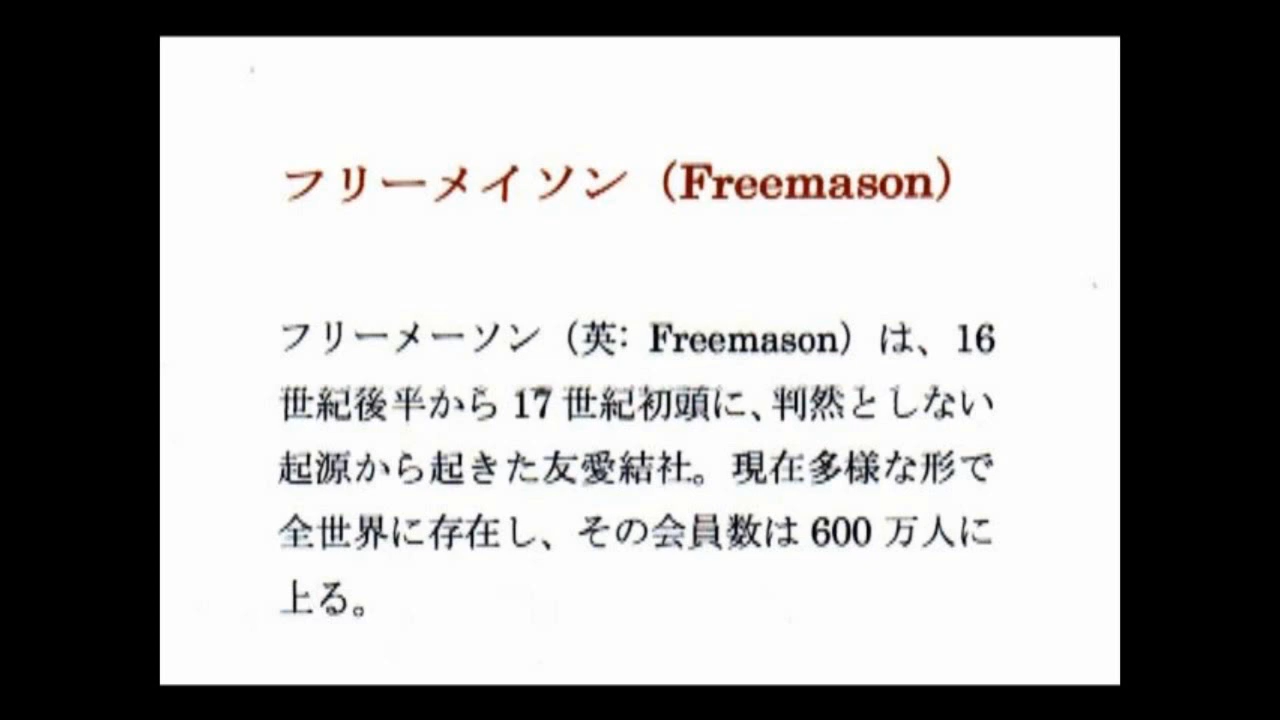 フリーメイソン（Freemason）
フリーメーソン（英: Freemason）は、16
世紀後半から 17 世紀初頭に、判然としない
起源から起きた友愛結社。現在多様な形で
全世界に存在し、その会員数は 600 万人に
上る。